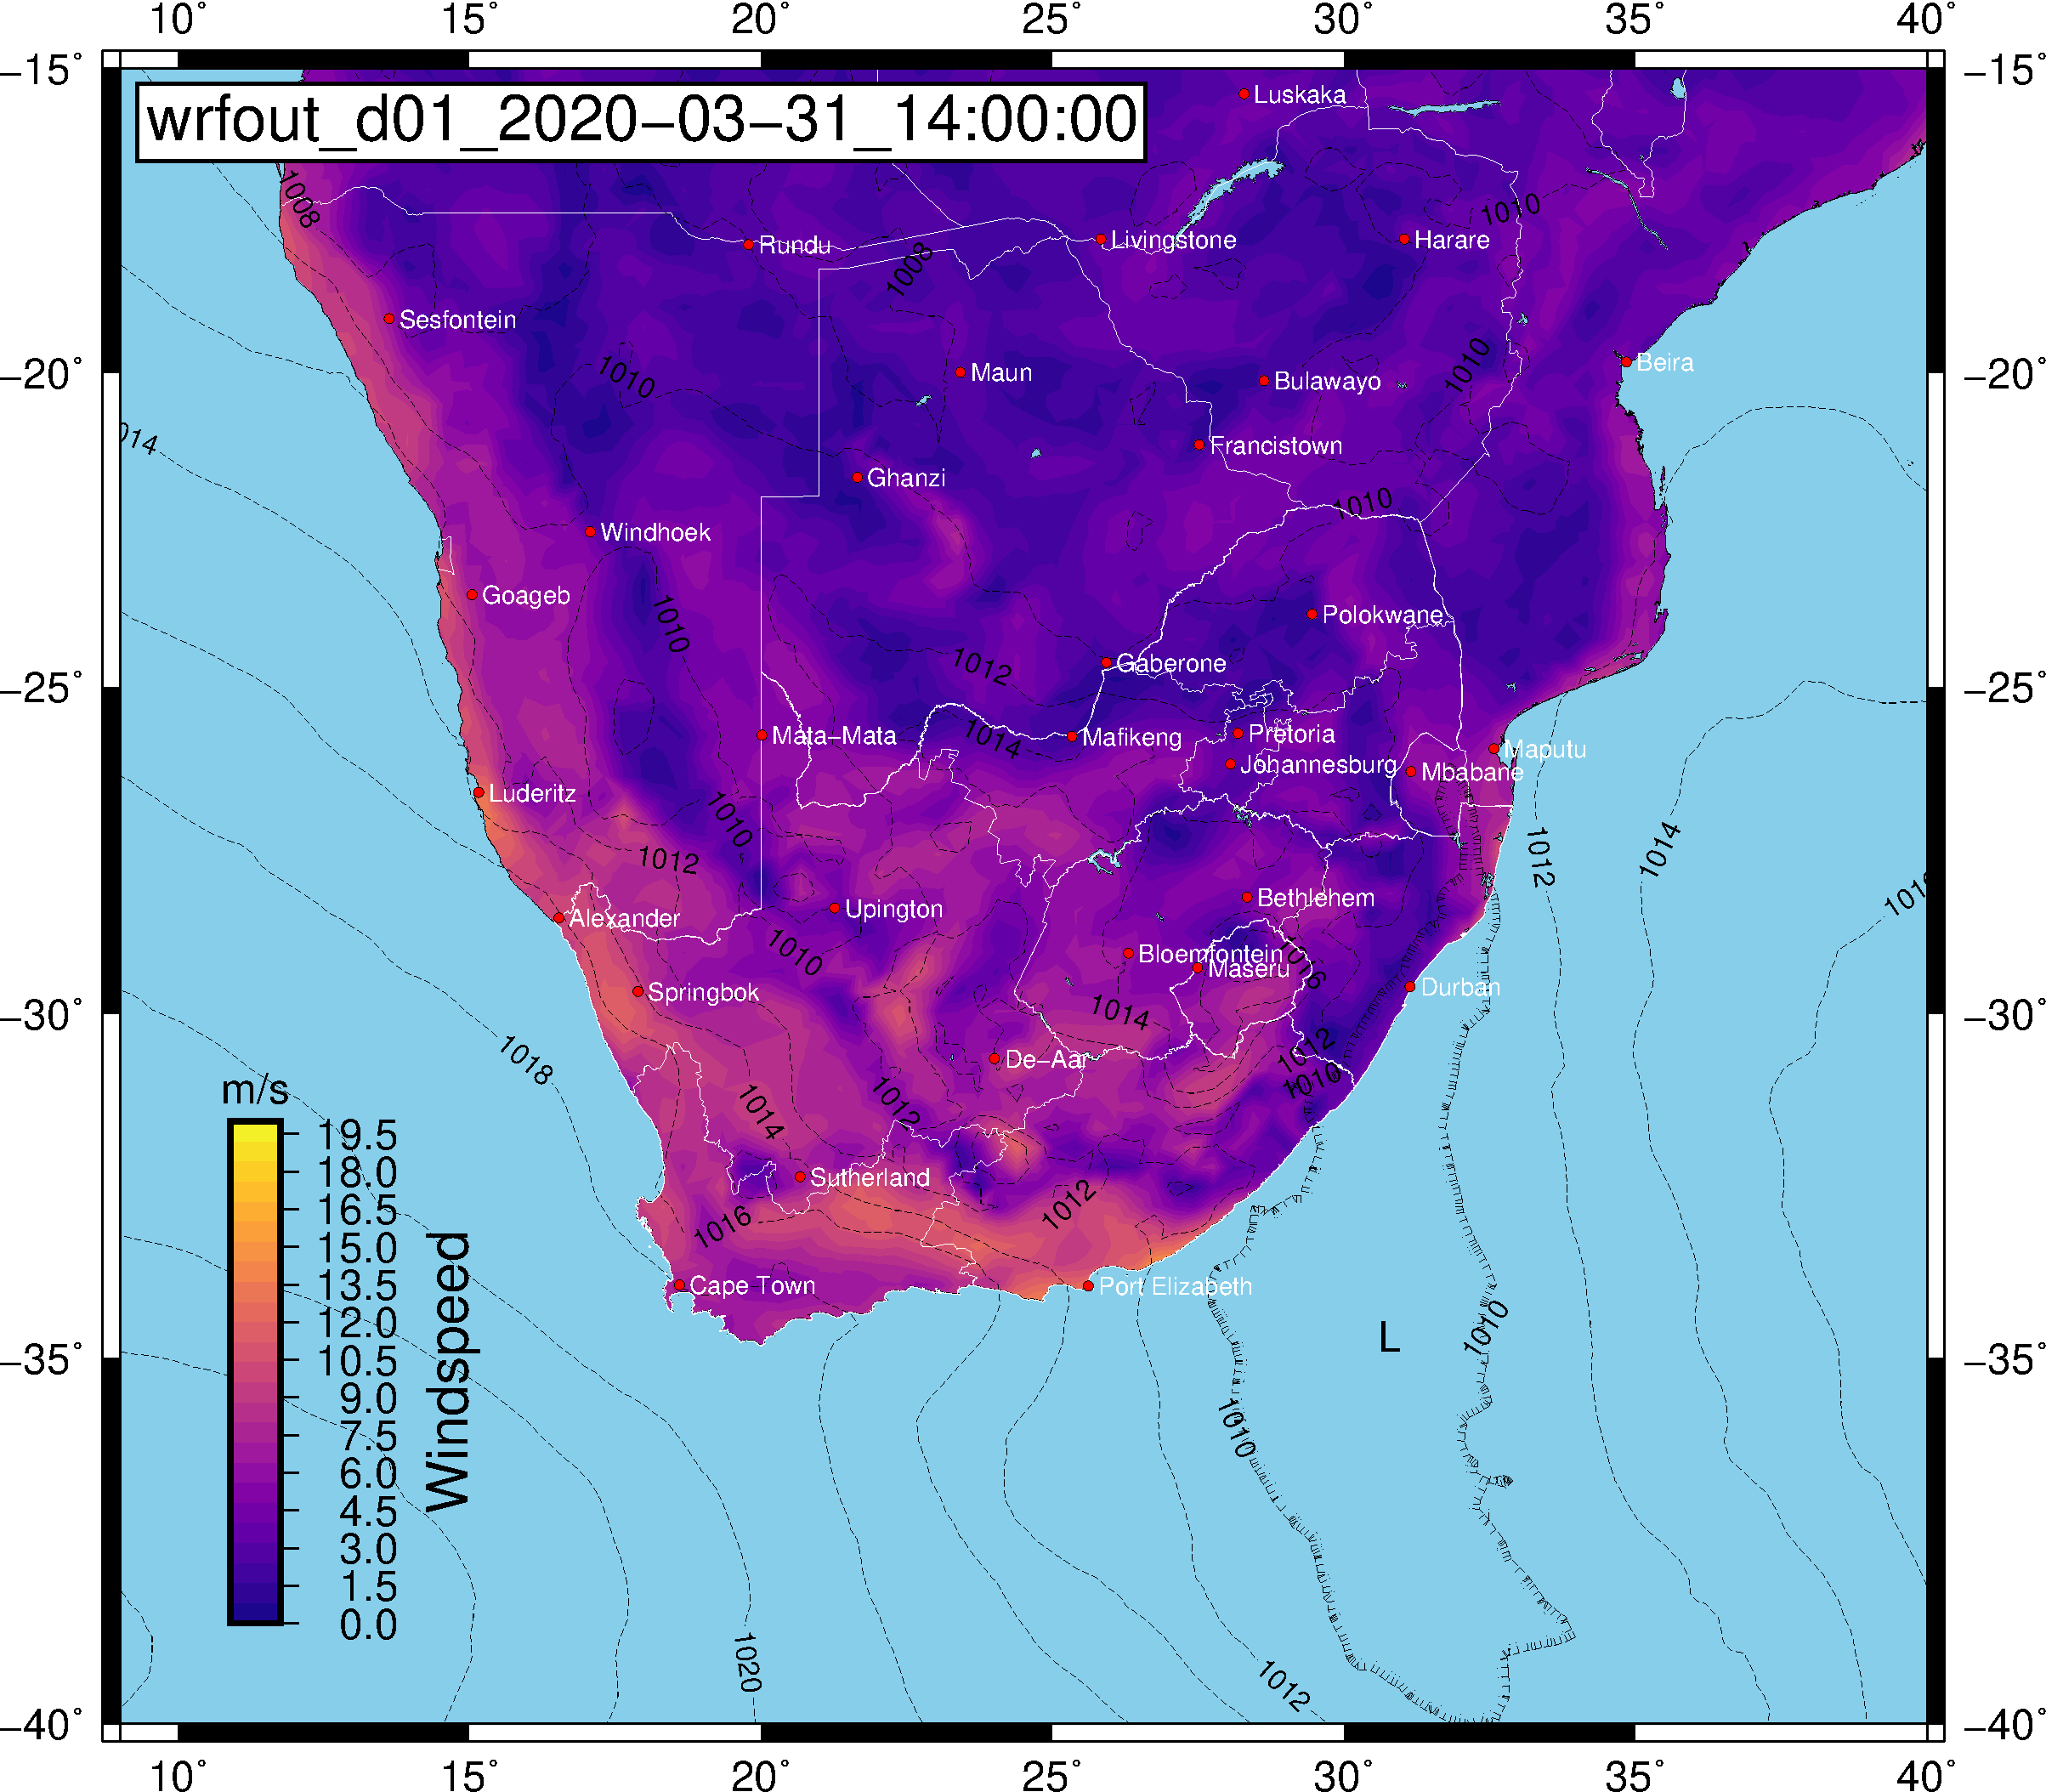 10° 15° 20° 25° 30° 35° 40°
−15° −15°
wrfout_d01_2020−03−31_14:00:00
Luskaka
1008
1010
Rundu
Livingstone
Harare
1008
Sesfontein
1010
Maun
Bulawayo
1010
Beira
−20° −20°
014
Francistown
Ghanzi
1010
Windhoek
Goageb
1010
Polokwane
1012
Gaberone
−25° −25°
Mata−Mata
1014
Mafikeng
Pretoria
Maputu
Johannesburg
Mbabane
Luderitz
1010
1012
1012
1014
Bethlehem
1016
Alexander
Upington
1010
Bloemfontein
Maseru
1016
Springbok
Durban
1014
−30° −30°
1018
De−Aar
1012
1010
1014
1012
Sutherland
1012
1016
Cape Town
Port Elizabeth
L
1010
−35° −35°
1010
1020
1012
−40° −40°
m/s
19.5
18.0
16.5
15.0
13.5
12.0
10.5
9.0
7.5
6.0
4.5
3.0
1.5
0.0
Windspeed
10° 15° 20° 25° 30° 35° 40°